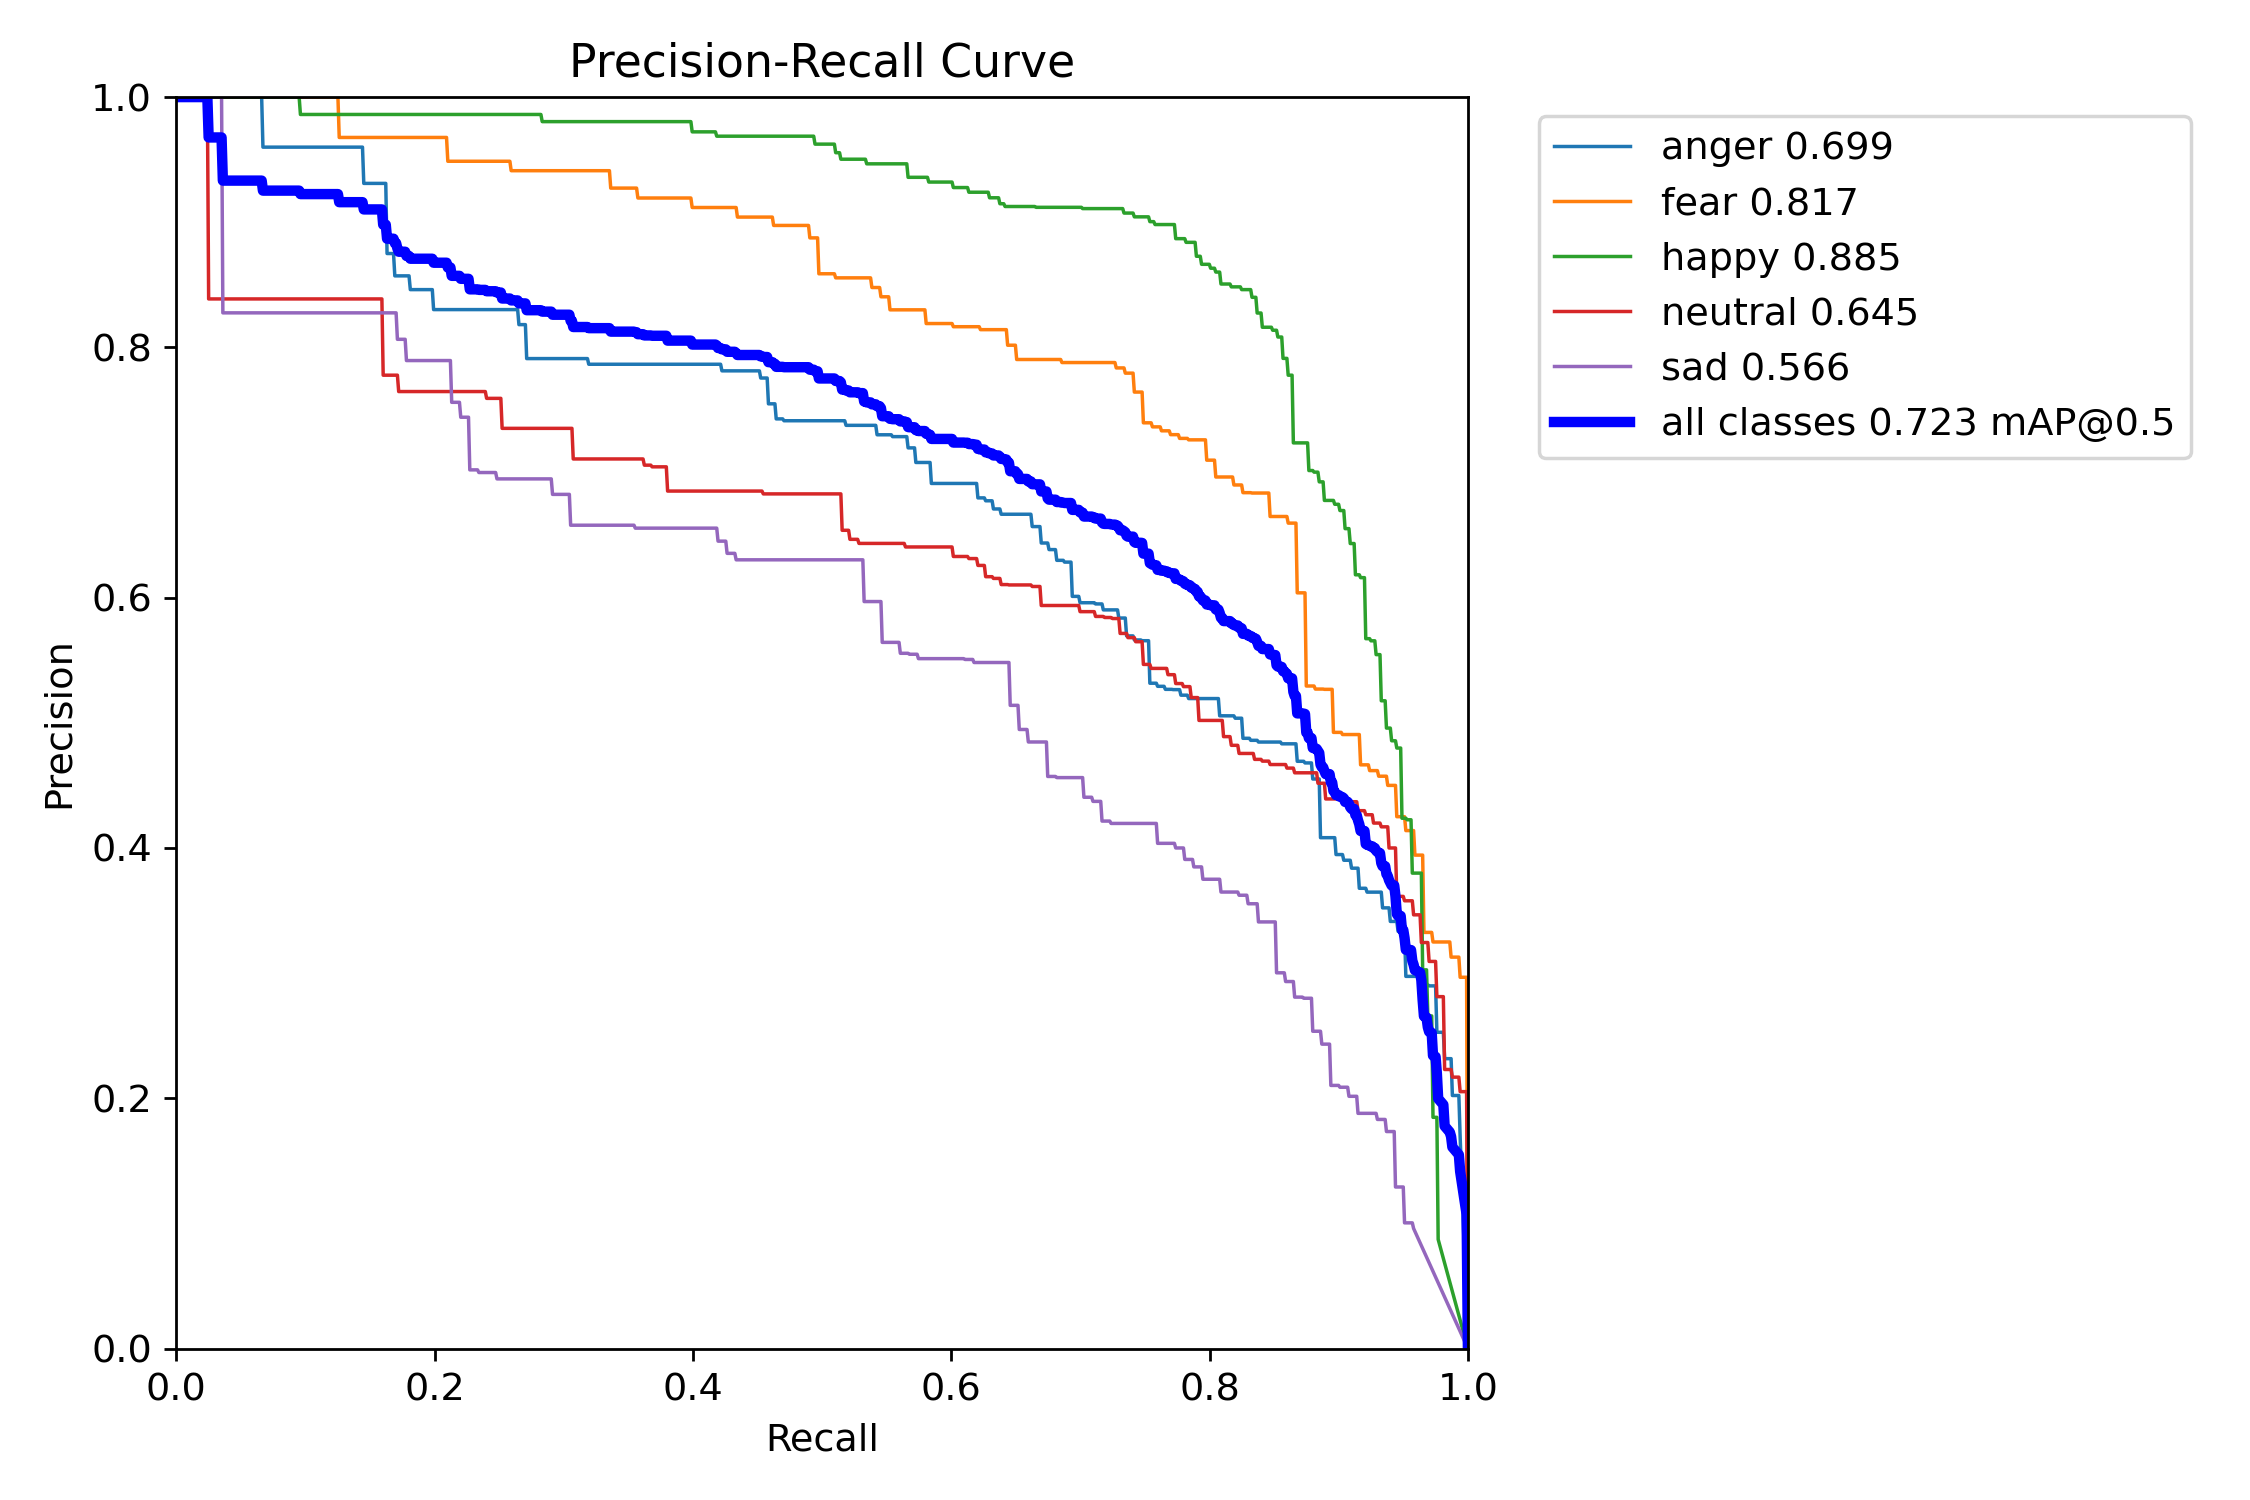 Precision-Recall Curve
1.0
0.8
0.6
0.4
0.2
0.0
Precision
0.0 0.2 0.4 0.6 0.8 1.0
Recall
anger 0.699
fear 0.817
happy 0.885
neutral 0.645
sad 0.566
all classes 0.723 mAP@0.5